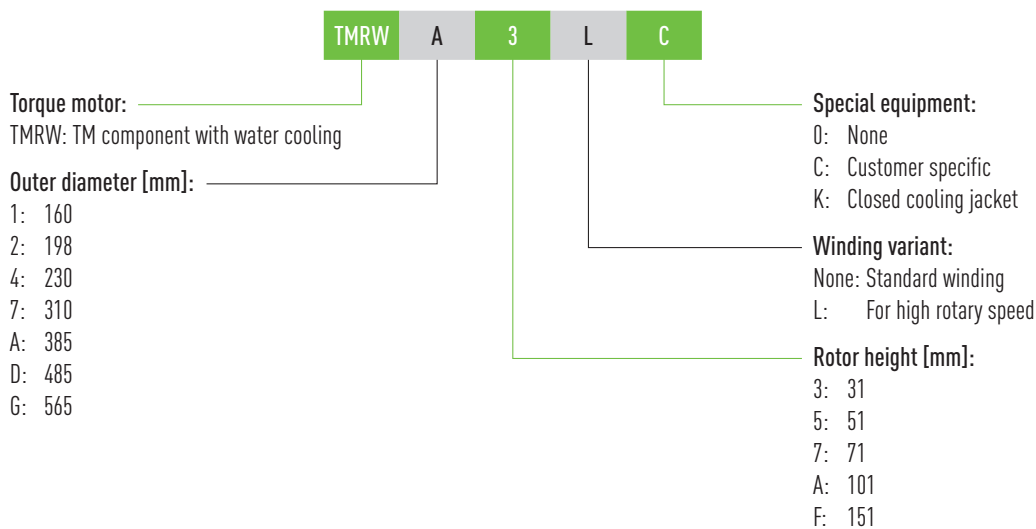 TMRW A 3 L C
Torque motor:
TMRW: TM component with water cooling
Outer diameter [mm]:
1: 160
2: 198
4: 230
7: 310
A: 385
D: 485
G: 565
Special equipment:
0: None
C: Customer specific
K: Closed cooling jacket
Winding variant:
None: Standard winding
L: For high rotary speed
Rotor height [mm]:
3: 31
5: 51
7: 71
A: 101
F: 151